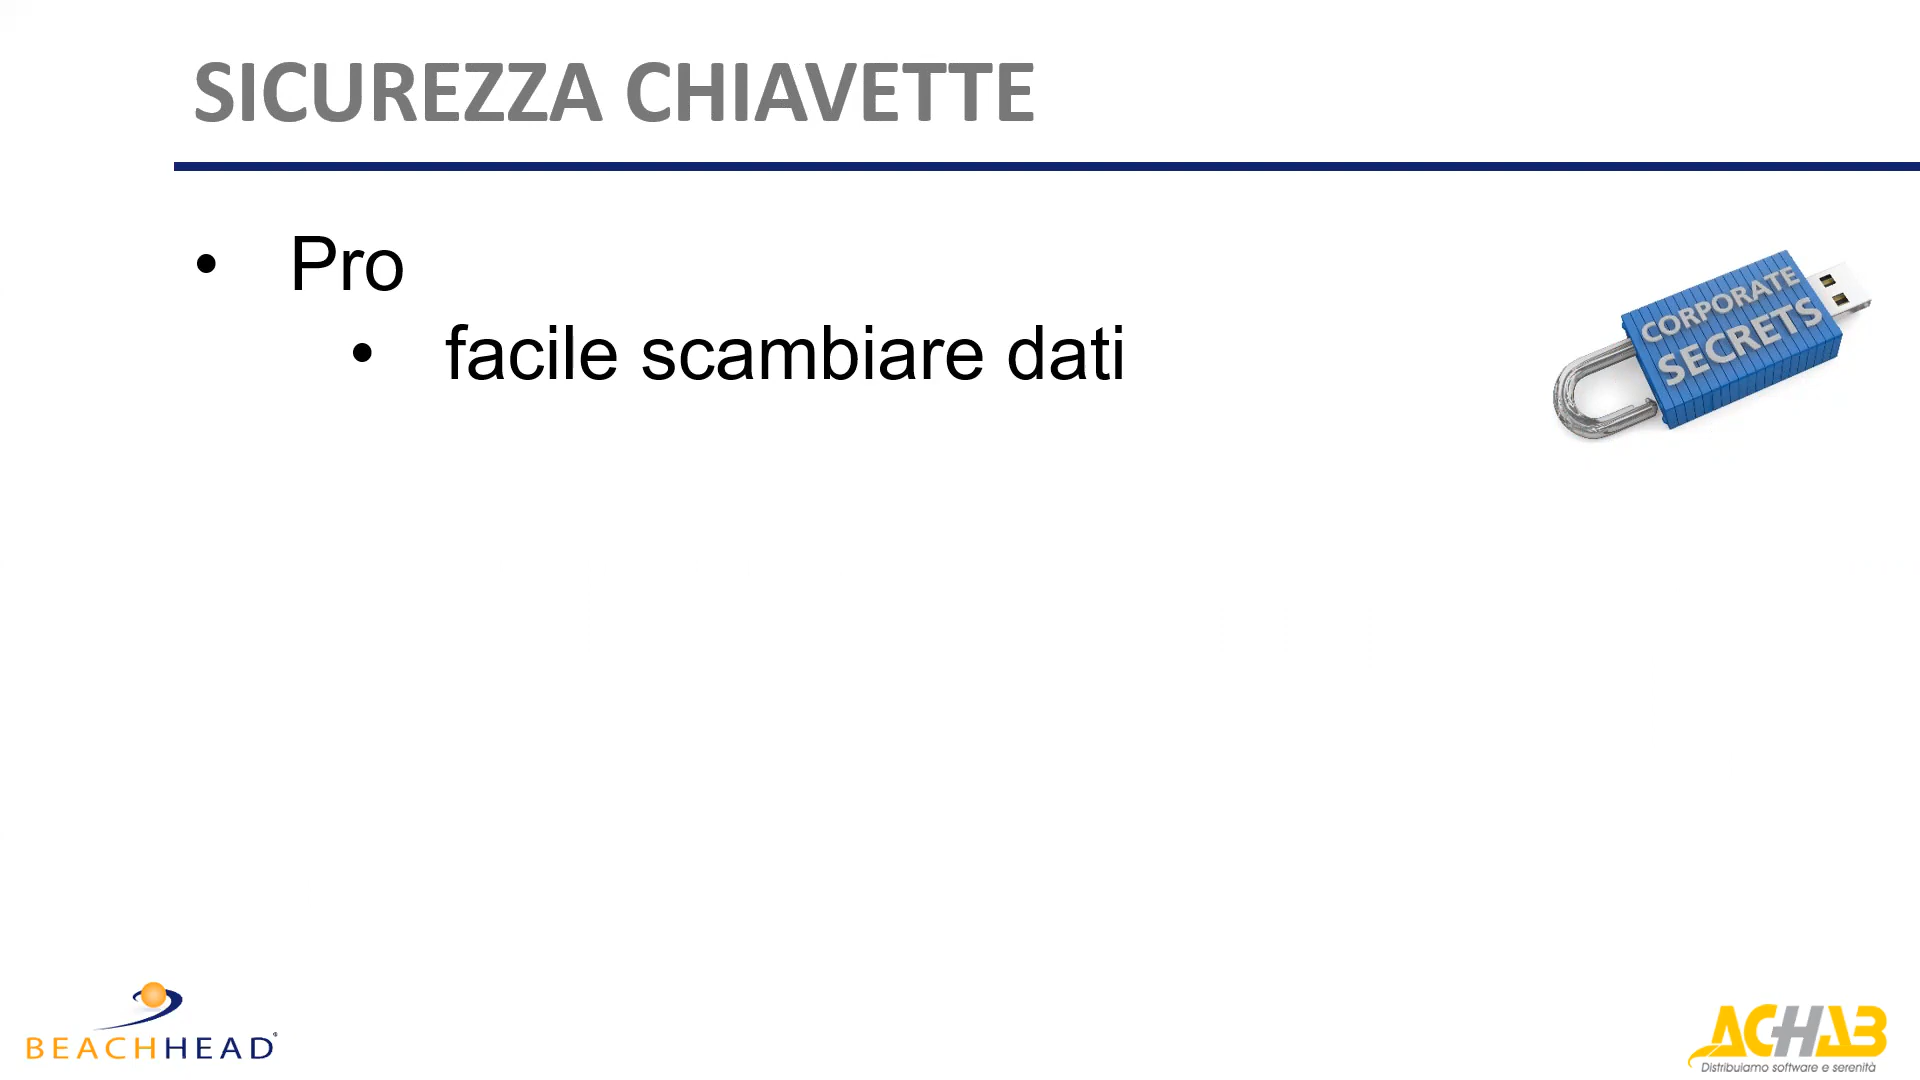 SICUREZZA CHIAVETTE
• Pro
• facile scambiare dati
CORPORATE
SECRETS
BEACHHEAD®
ACHAB
Distribuiamo software e serenità